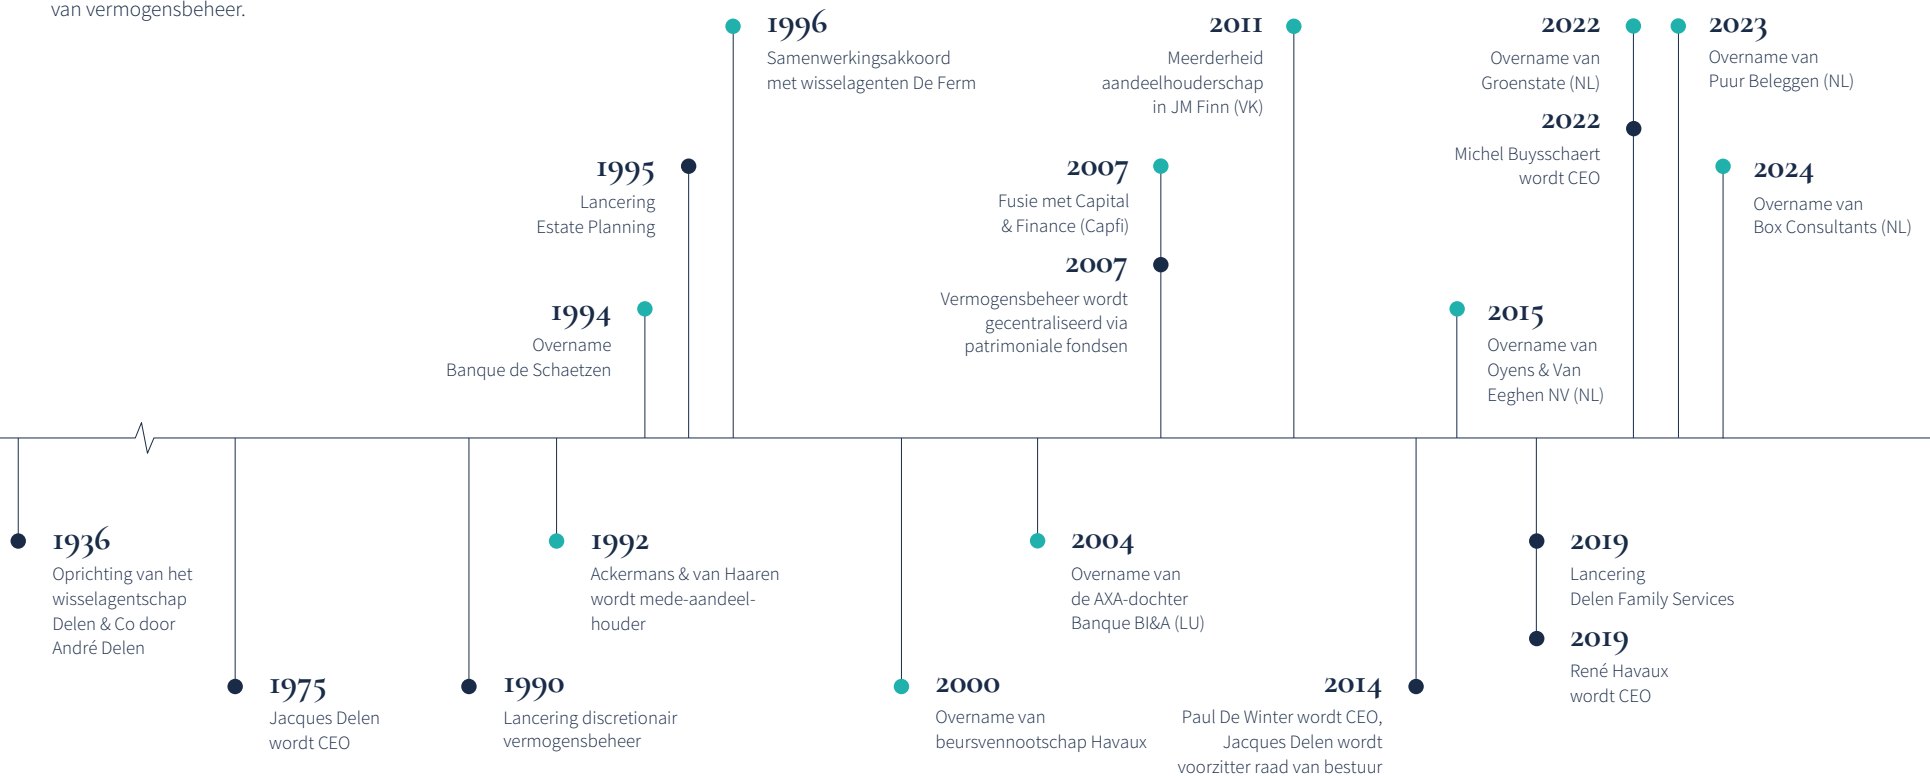 van vermogensbeheer.
1996
Samenwerkingsakkoord
met wisselagenten De Ferm
2011
Meerderheid
aandeelhouderschap
in JM Finn (VK)
2022
Overname van
Groenstate (NL)
2022
Michel Buysschaert
wordt CEO
2023
Overname van
Puur Beleggen (NL)
1995
Lancering
Estate Planning
2007
Fusie met Capital
& Finance (Capfi)
2007
Vermogensbeheer wordt
gecentraliseerd via
patrimoniale fondsen
2024
Overname van
Box Consultants (NL)
1994
Overname
Banque de Schaetzen
2015
Overname van
Oyens & Van
Eeghen NV (NL)
1936
Oprichting van het
wisselagentschap
Delen & Co door
André Delen
1975
Jacques Delen
wordt CEO
1990
Lancering discretionair
vermogensbeheer
1992
Ackermans & van Haaren
wordt mede-aandeel-
houder
2000
Overname van
beursvennootschap Havaux
2004
Overname van
de AXA-dochter
Banque BI&A (LU)
2014
Paul De Winter wordt CEO,
Jacques Delen wordt
voorzitter raad van bestuur
2019
Lancering
Delen Family Services
2019
René Havaux
wordt CEO